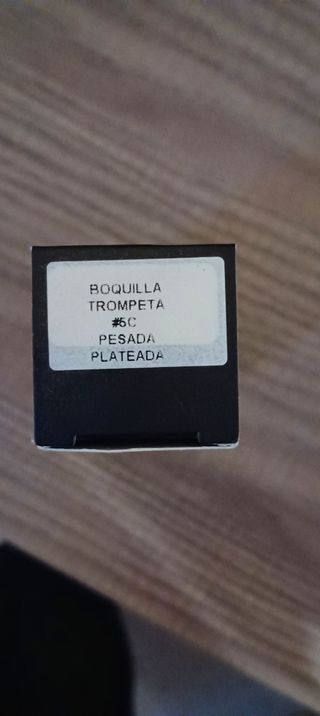 BOQUILLA
TROMPETA
#5C
PESADA
PLATEADA